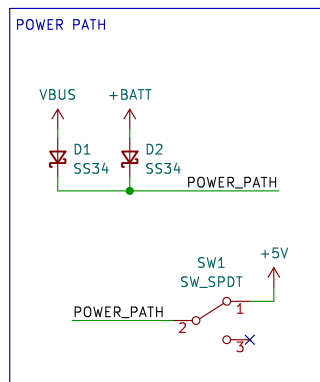 POWER PATH
VBUS
+BATT
D1
SS34
D2
SS34
POWER_PATH
+5V
SW1
SW_SPDT
POWER_PATH
1
2
3